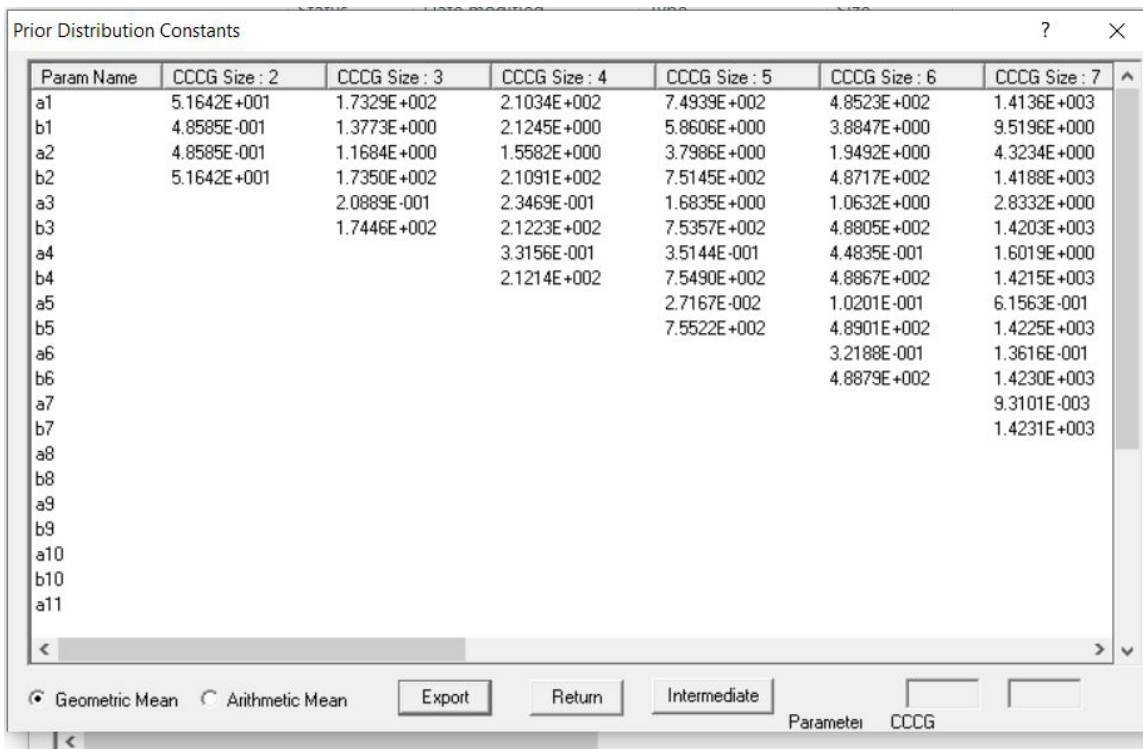 Status Date modified Type Size
Prior Distribution Constants ?
Param Name CCCG Size : 2 CCCG Size : 3 CCCG Size : 4 CCCG Size : 5 CCCG Size : 6 CCCG Size : 7
a1 5.1642E+001 1.7329E+002 2.1034E+002 7.4939E+002 4.8523E+002 1.4136E+003
b1 4.8585E-001 1.3773E+000 2.1245E+000 5.8606E+000 3.8847E+000 9.5196E+000
a2 4.8585E-001 1.1684E+000 1.5582E+000 3.7986E+000 1.9492E+000 4.3234E+000
b2 5.1642E+001 1.7350E+002 2.1091E+002 7.5145E+002 4.8717E+002 1.4188E+003
a3 2.0889E-001 2.3469E-001 1.6835E+000 1.0632E+000 2.8332E+000
b3 1.7446E+002 2.1223E+002 7.5357E+002 4.8805E+002 1.4203E+003
a4 3.3156E-001 3.5144E-001 4.4835E-001 1.6019E+000
b4 2.1214E+002 7.5490E+002 4.8867E+002 1.4215E+003
a5 2.7167E-002 1.0201E-001 6.1563E-001
b5 7.5522E+002 4.8901E+002 1.4225E+003
a6 3.2188E-001 1.3616E-001
b6 4.8879E+002 1.4230E+003
a7 9.3101E-003
b7 1.4231E+003
a8
b8
a9
b9
a10
b10
a11
Geometric Mean Arithmetic Mean Export Return Intermediate
CCCG